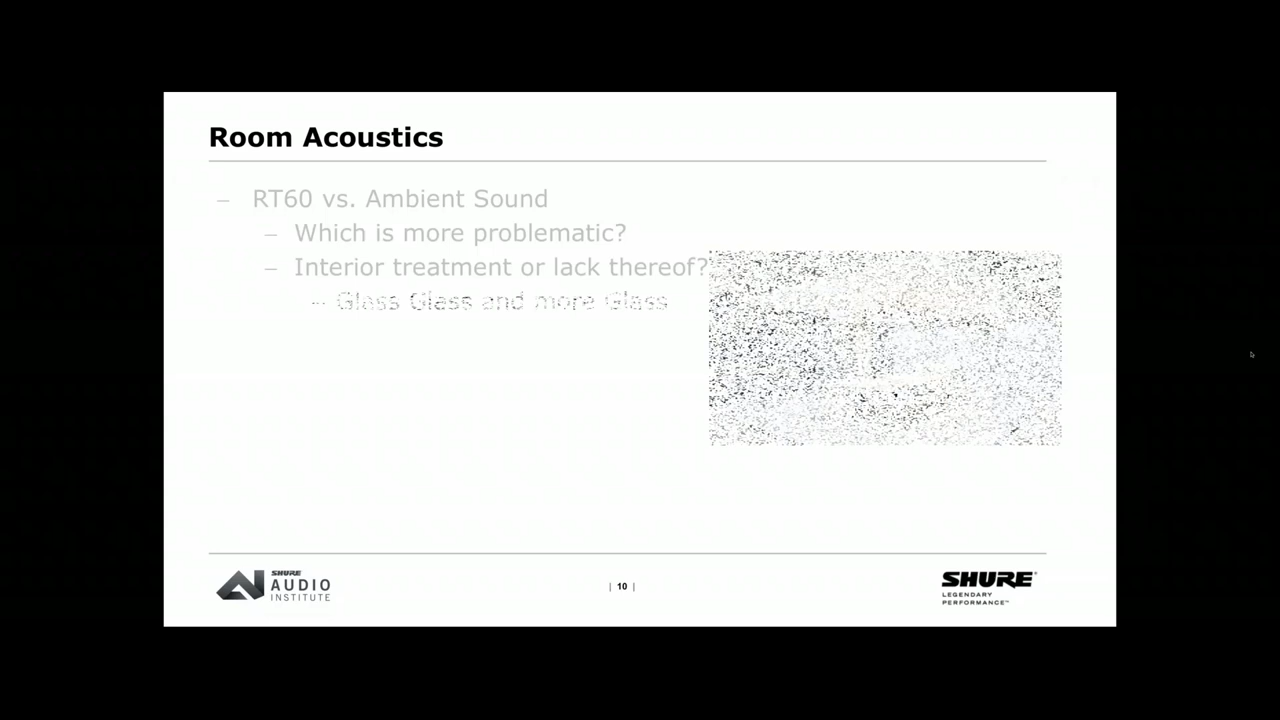 Room Acoustics
– RT60 vs. Ambient Sound
– Which is more problematic?
– Interior treatment or lack thereof?
– Glass Glass and more Glass
SHURE
AUDIO
INSTITUTE
| 10 |
SHURE
LEGENDARY
PERFORMANCE™